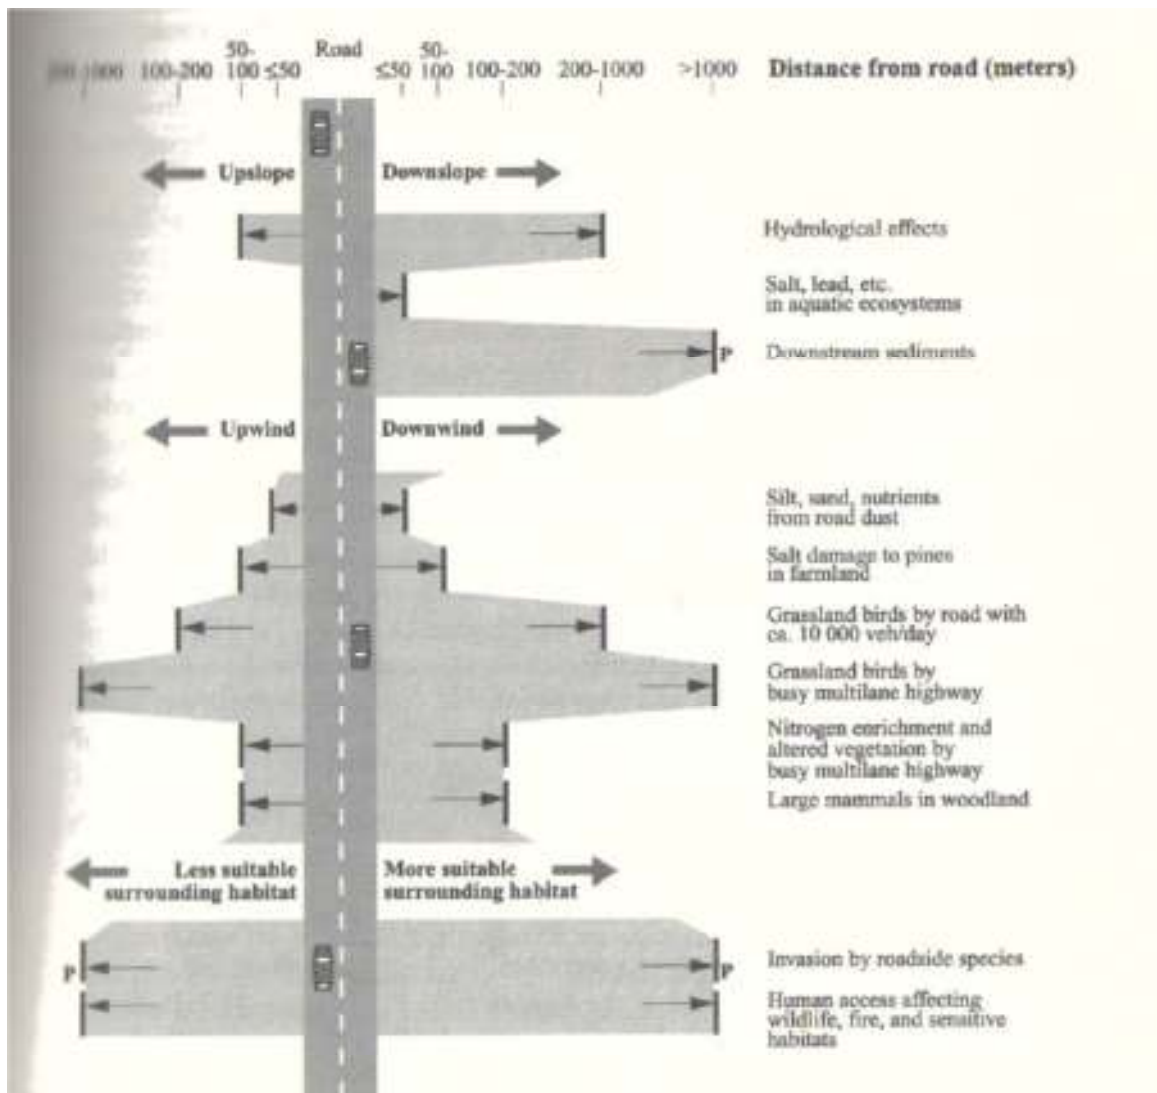 50- Road 50-
100-200 100 ≤50 ≤50 100 100-200 200-1000 >1000 Distance from road (meters)
Upslope Downslope
Hydrological effects
Salt, lead, etc.
in aquatic ecosystems
P Downstream sediments
Upwind Downwind
Silt, sand, nutrients
from road dust
Salt damage to pines
in farmland
Grassland birds by road with
ca. 10 000 veh/day
Grassland birds by
busy multilane highway
Nitrogen enrichment and
altered vegetation by
busy multilane highway
Large mammals in woodland
Less suitable More suitable
surrounding habitat surrounding habitat
P P Invasion by roadside species
Human access affecting
wildlife, fire, and sensitive
habitats